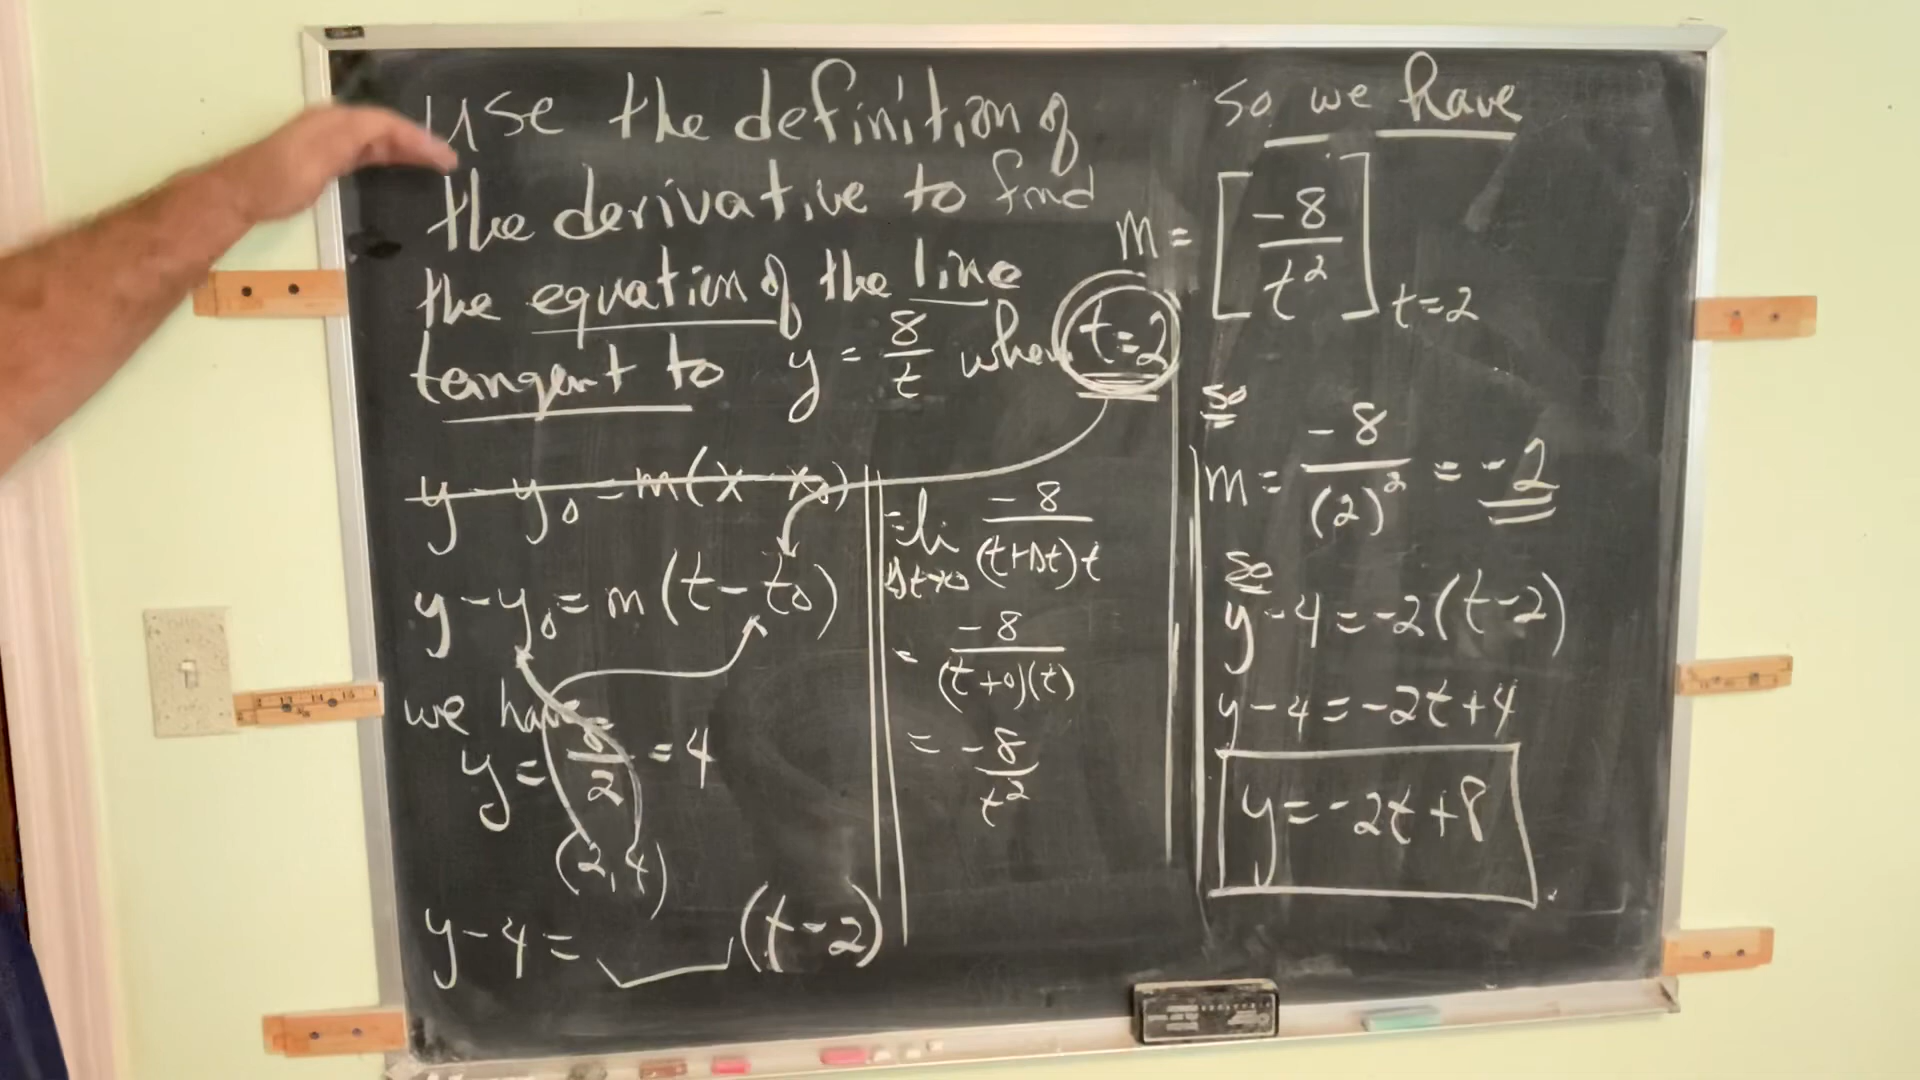 use the definition of
the derivative to find
the equation of the line
tangent to y = 8/t when t=2
y - y₀ = m(x - x₀)
y - y₀ = m(t - t₀)
we have
y = 8/2 = 4
(2,4)
y - 4 = ___ (t - 2)
= li Δt→0 -8/((t+Δt)t)
= -8/((t+0)(t))
= -8/t²
so we have
m = [-8/t²] t=2
so
m = -8/(2)² = -2
so
y - 4 = -2(t - 2)
y - 4 = -2t + 4
y = -2t + 8